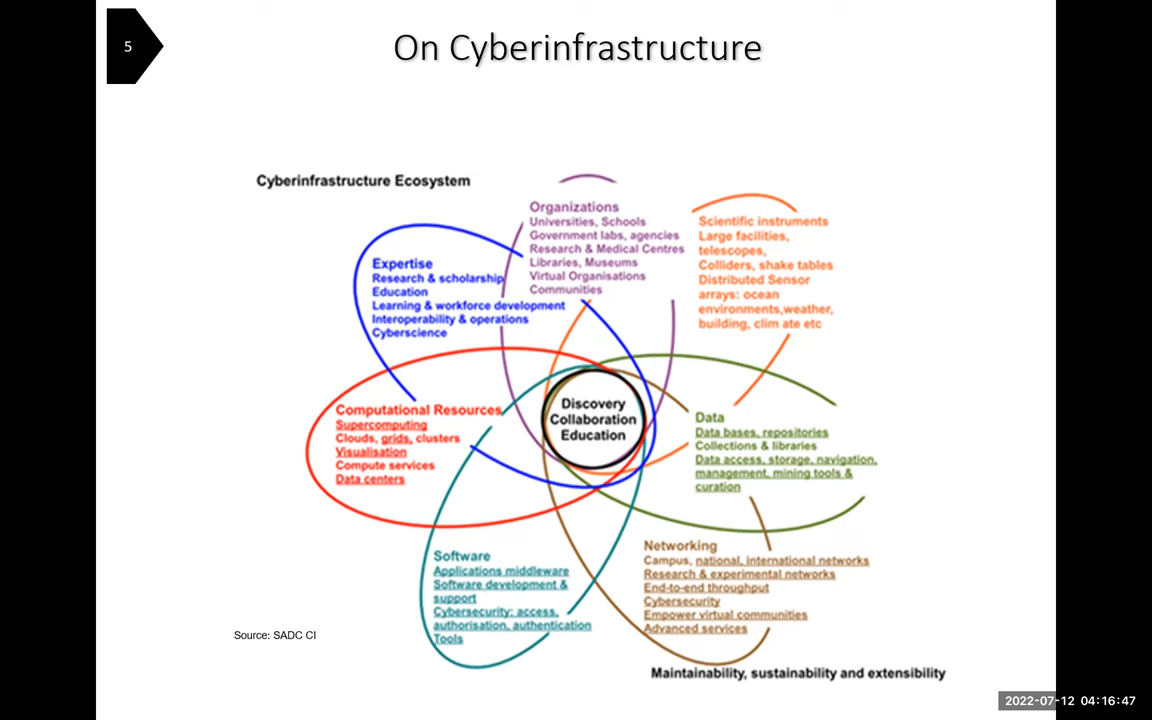 5
On Cyberinfrastructure
Cyberinfrastructure Ecosystem
Organizations
Universities, Schools
Government labs, agencies
Research & Medical Centres
Libraries, Museums
Virtual Organisations
Communities
Scientific instruments
Large facilities,
telescopes,
Colliders, shake tables
Distributed Sensor
arrays: ocean
environments,weather,
building, clim ate etc
Expertise
Research & scholarship
Education
Learning & workforce development
Interoperability & operations
Cyberscience
Discovery
Collaboration
Education
Computational Resources
Supercomputing
Clouds, grids, clusters
Visualisation
Compute services
Data centers
Data
Data bases, repositories
Collections & libraries
Data access, storage, navigation,
management, mining tools &
curation
Software
Applications middleware
Software development &
support
Cybersecurity: access,
authorisation, authentication
Tools
Networking
Campus, national, international networks
Research & experimental networks
End-to-end throughput
Cybersecurity
Empower virtual communities
Advanced services
Source: SADC CI
Maintainability, sustainability and extensibility
2022-07-12 04:16:47